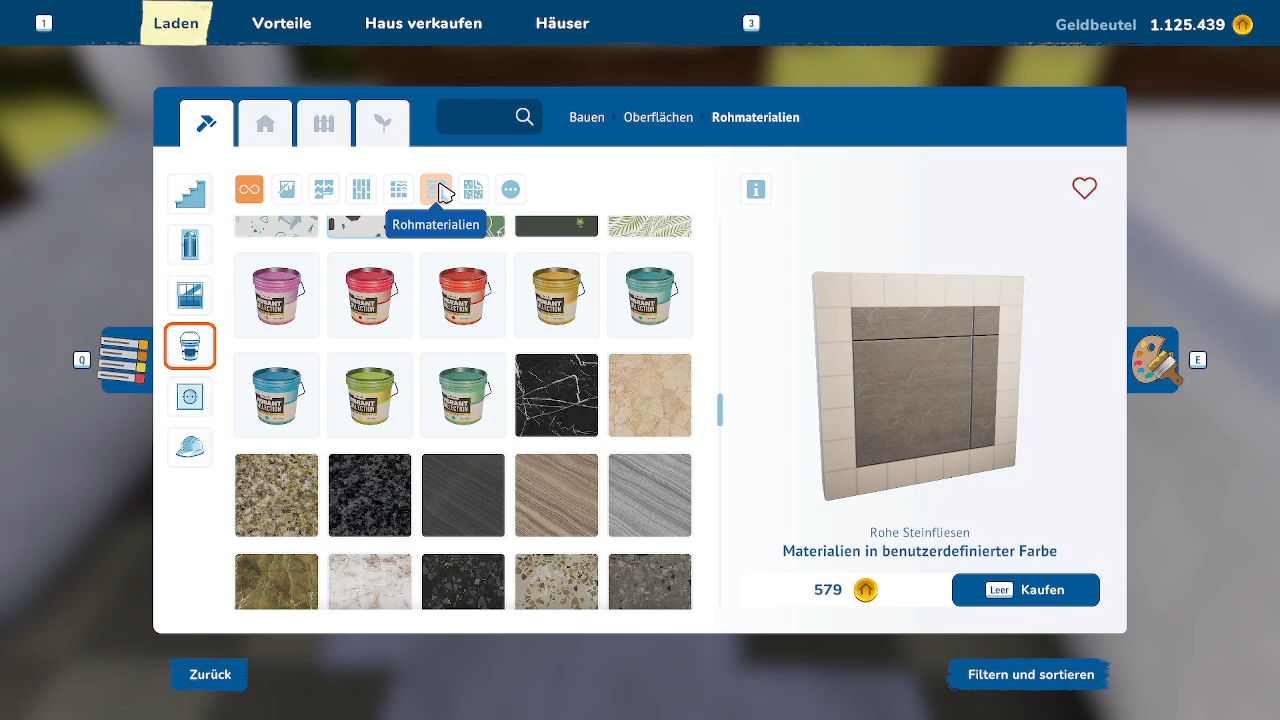 1
Laden
Vorteile
Haus verkaufen
Häuser
3
Geldbeutel 1.125.439
Bauen
Oberflächen
Rohmaterialien
Rohmaterialien
Q
E
Rohe Steinfliesen
Materialien in benutzerdefinierter Farbe
579
Leer Kaufen
Zurück
Filtern und sortieren